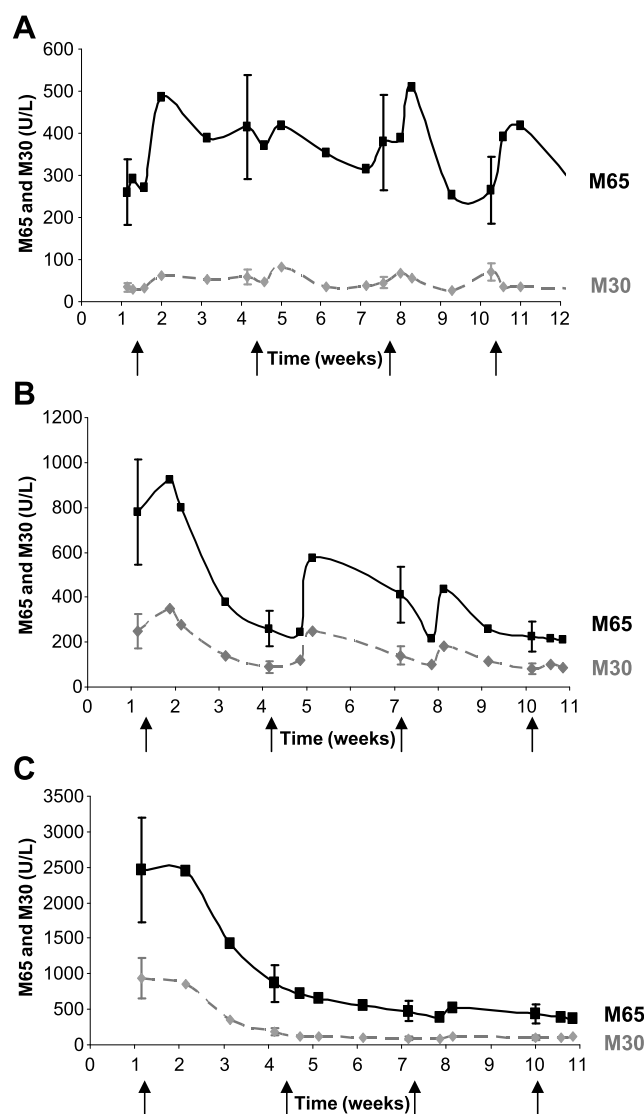 A
M65 and M30 (U/L)
600
500
400
300
200
100
0
0 1 2 3 4 5 6 7 8 9 10 11 12
Time (weeks)
M65
M30
B
M65 and M30 (U/L)
1200
1000
800
600
400
200
0
0 1 2 3 4 5 6 7 8 9 10 11
Time (weeks)
M65
M30
C
M65 and M30 (U/L)
3500
3000
2500
2000
1500
1000
500
0
0 1 2 3 4 5 6 7 8 9 10 11
Time (weeks)
M65
M30